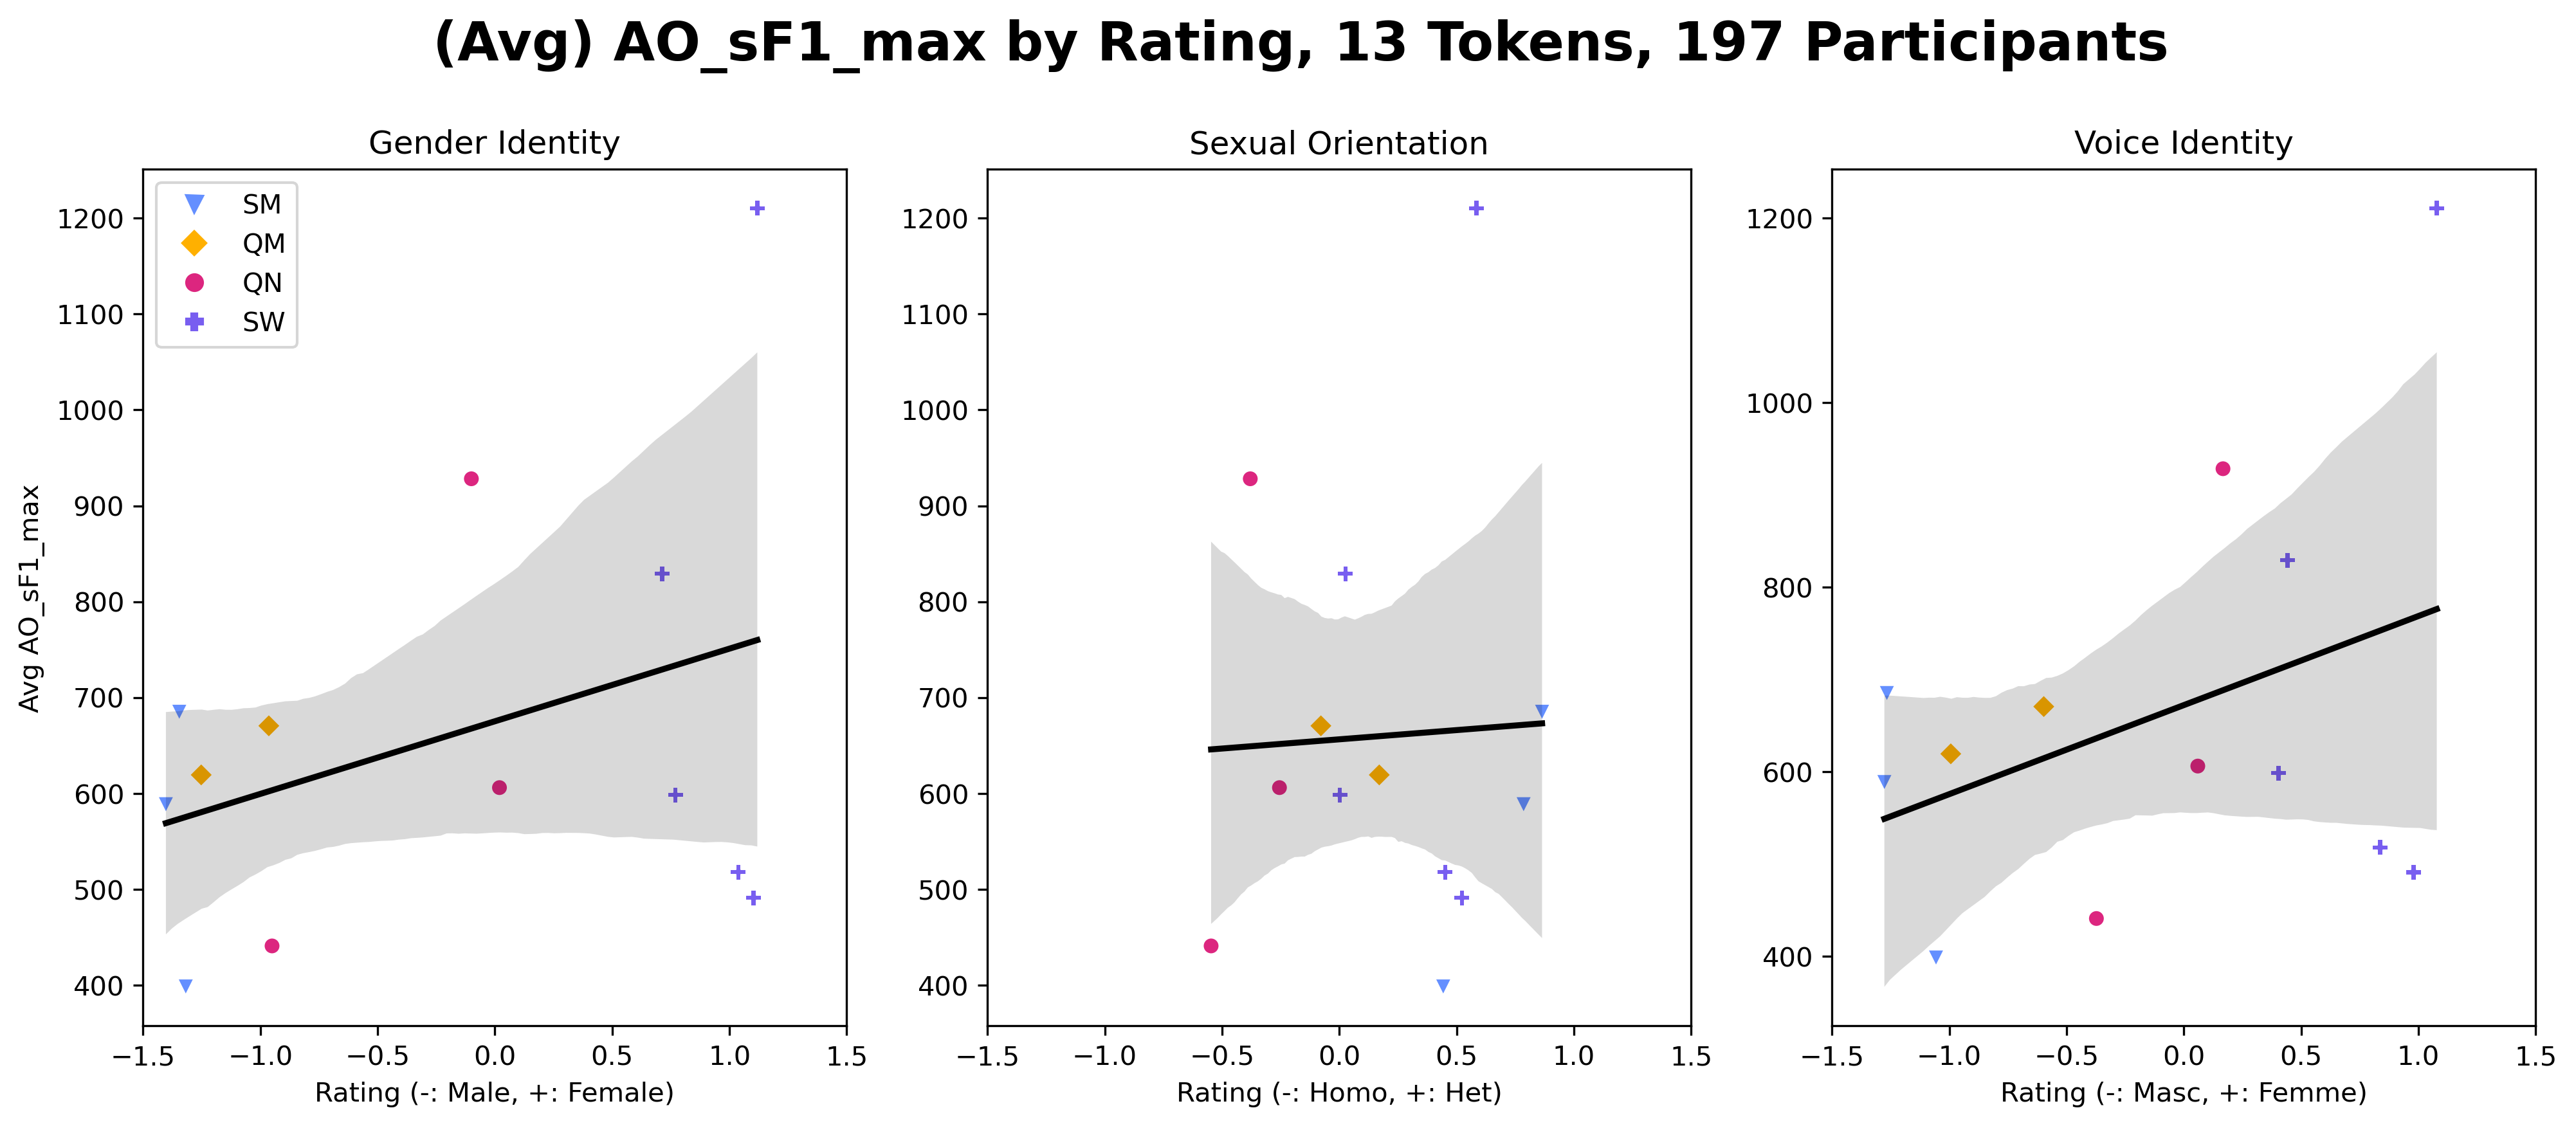 (Avg) AO_sF1_max by Rating, 13 Tokens, 197 Participants
Gender Identity
SM
QM
QN
SW
Avg AO_sF1_max
1200
1100
1000
900
800
700
600
500
400
−1.5 −1.0 −0.5 0.0 0.5 1.0 1.5
Rating (-: Male, +: Female)
Sexual Orientation
1200
1100
1000
900
800
700
600
500
400
−1.5 −1.0 −0.5 0.0 0.5 1.0 1.5
Rating (-: Homo, +: Het)
Voice Identity
1200
1000
800
600
400
−1.5 −1.0 −0.5 0.0 0.5 1.0 1.5
Rating (-: Masc, +: Femme)